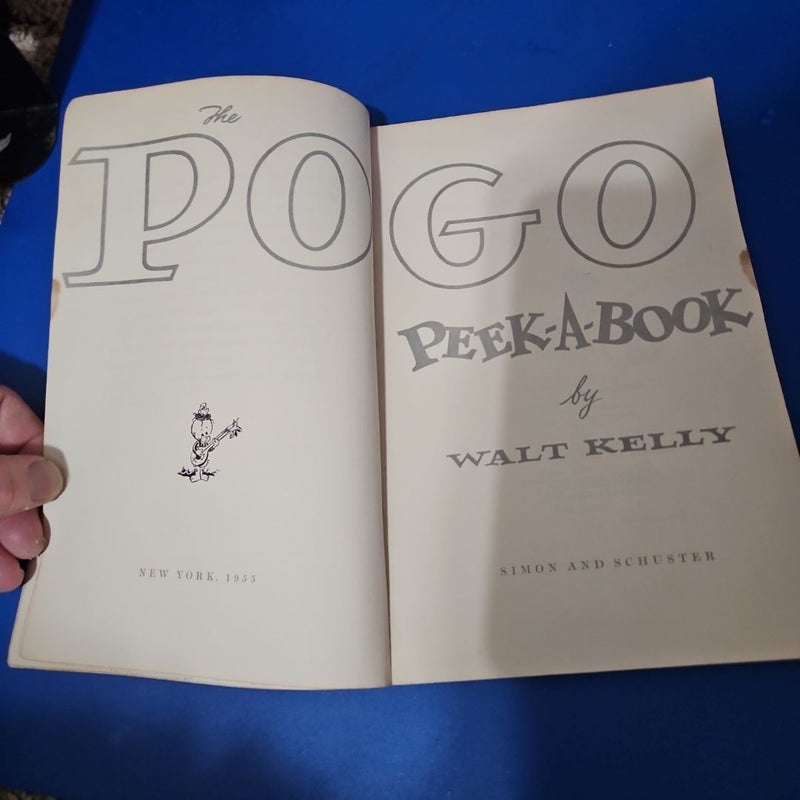 The
POGO
PEEK-A-BOOK
by
WALT KELLY
NEW YORK, 1955
SIMON AND SCHUSTER